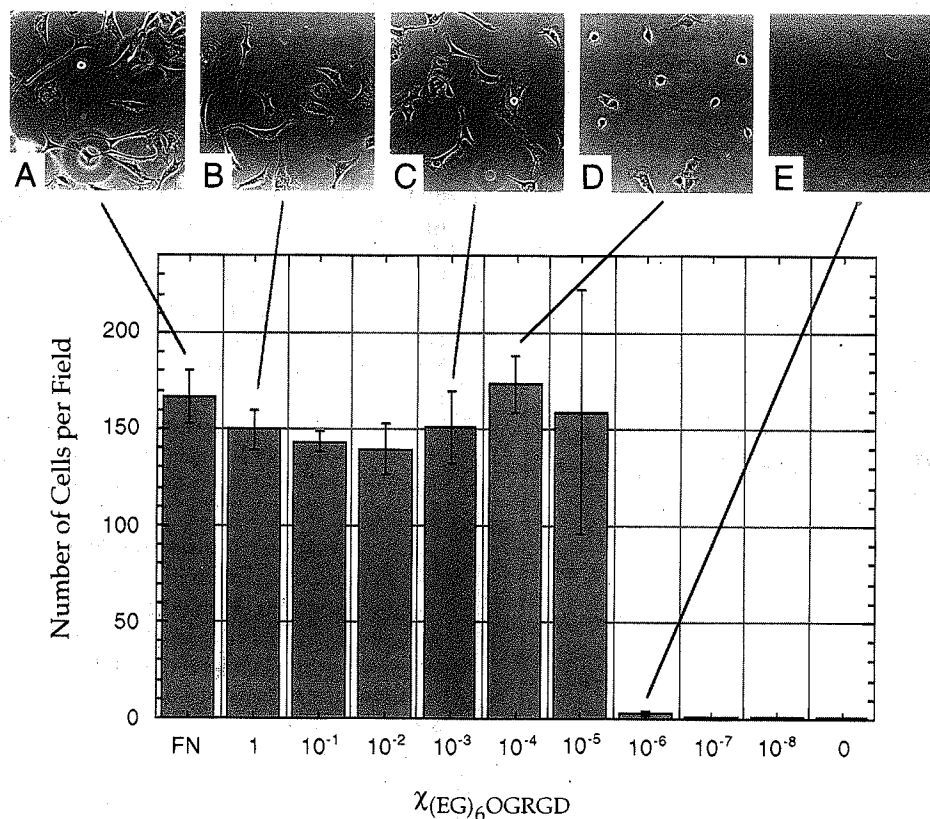 A B C D E
Number of Cells per Field
200
150
100
50
0
FN 1 10⁻¹ 10⁻² 10⁻³ 10⁻⁴ 10⁻⁵ 10⁻⁶ 10⁻⁷ 10⁻⁸ 0
χ(EG)₆OGRGD